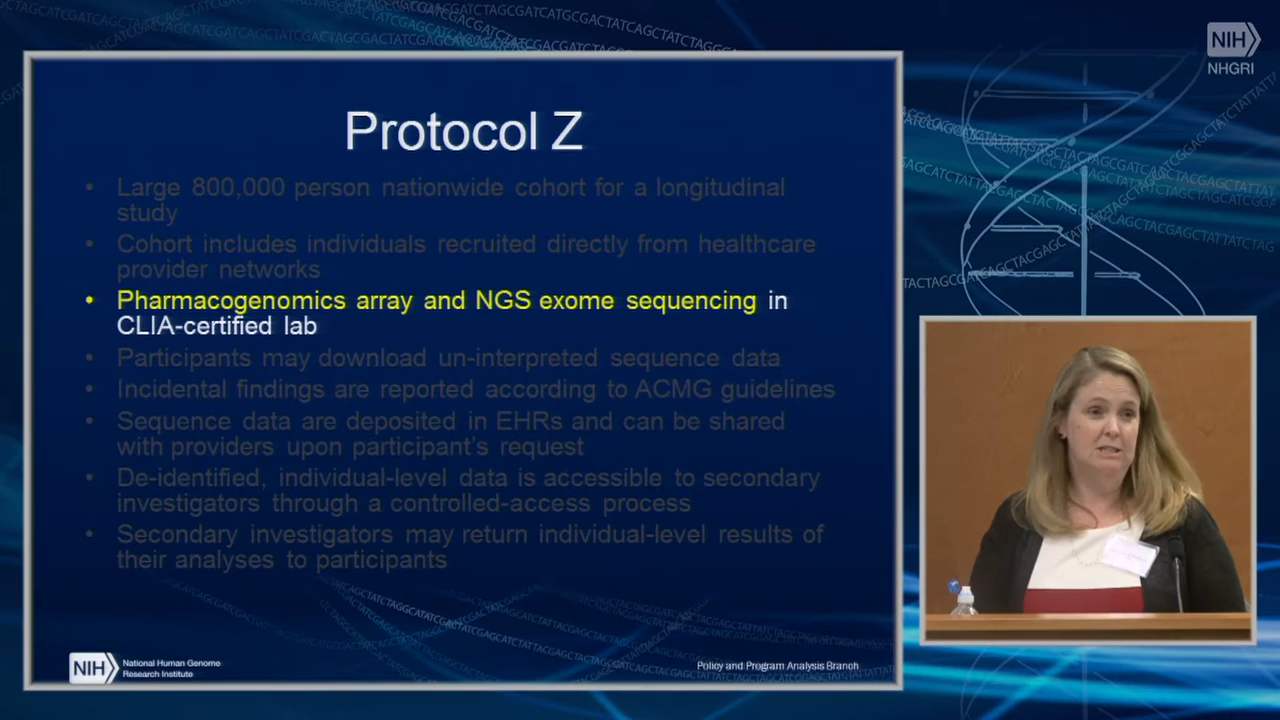 NIH
NHGRI
Protocol Z
• Large 800,000 person nationwide cohort for a longitudinal
study
• Cohort includes individuals recruited directly from healthcare
provider networks
• Pharmacogenomics array and NGS exome sequencing in
CLIA-certified lab
• Participants may download un-interpreted sequence data
• Incidental findings are reported according to ACMG guidelines
• Sequence data are deposited in EHRs and can be shared
with providers upon participant's request
• De-identified, individual-level data is accessible to secondary
investigators through a controlled-access process
• Secondary investigators may return individual-level results of
their analyses to participants
NIH National Human Genome
Research Institute
Policy and Program Analysis Branch